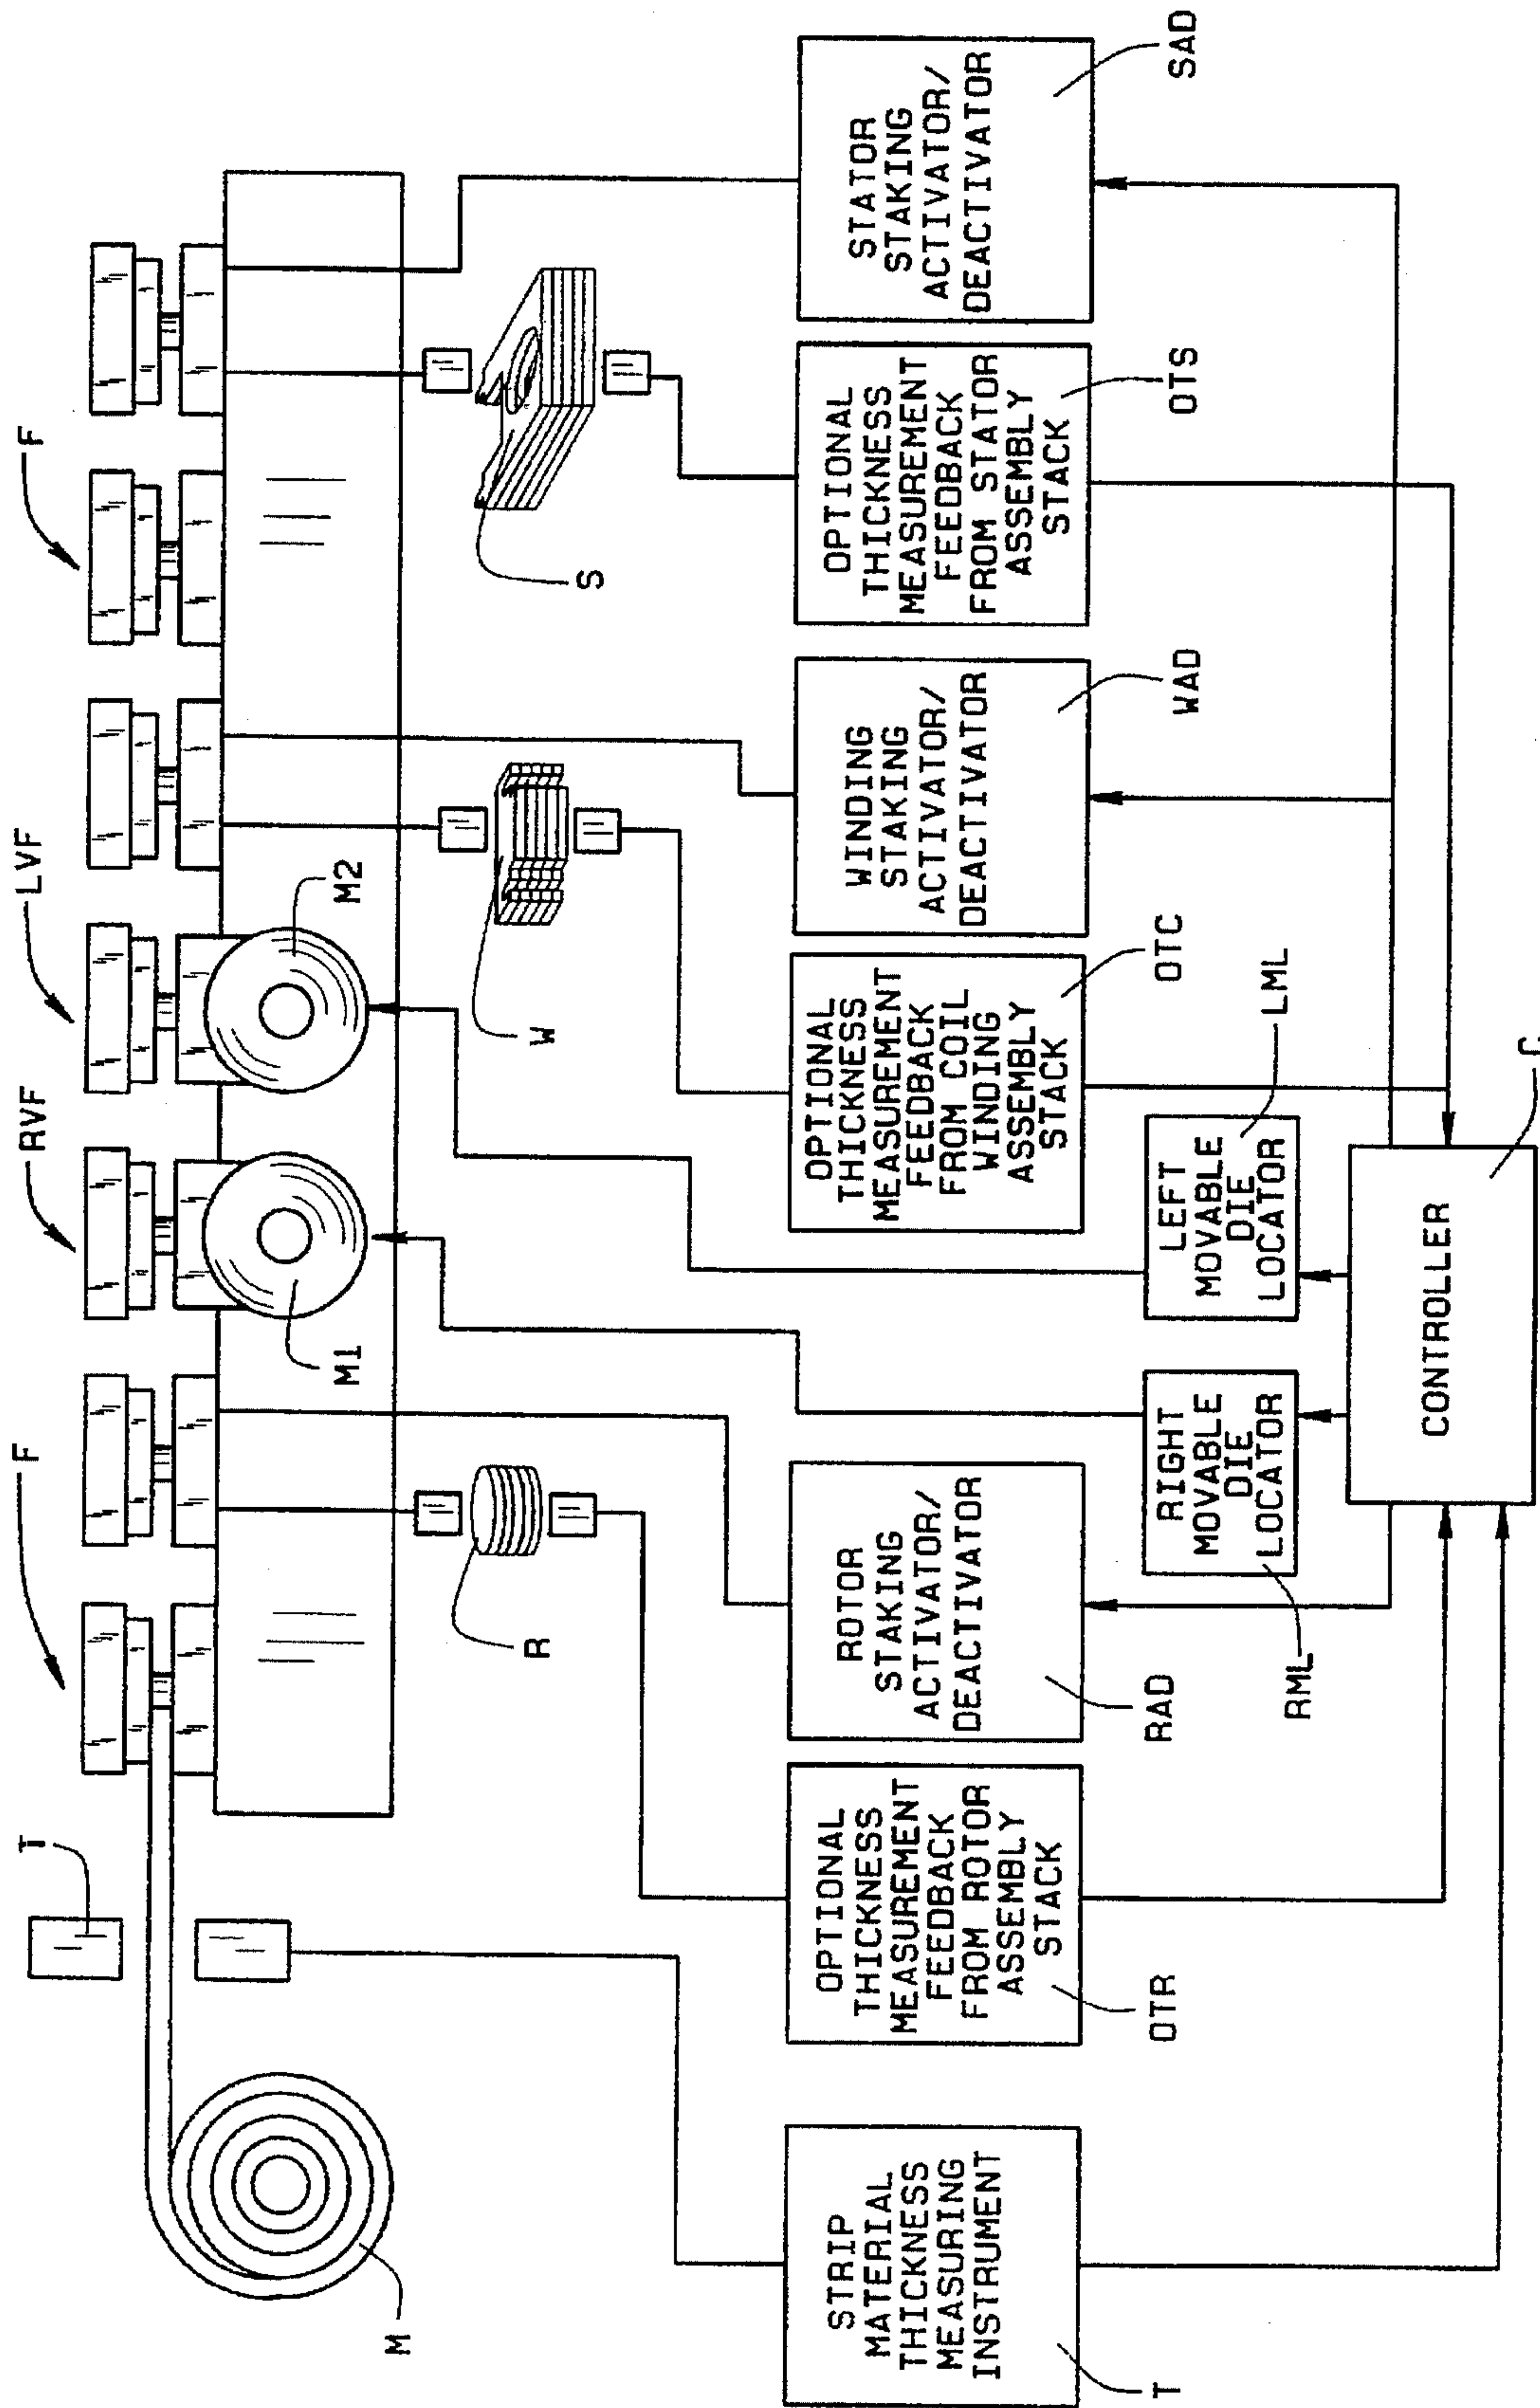 F
RVF
LVF
F
T
M
M1
M2
R
W
S
STRIP
MATERIAL
THICKNESS
MEASURING
INSTRUMENT
T
OPTIONAL
THICKNESS
MEASUREMENT
FEEDBACK
FROM ROTOR
ASSEMBLY
STACK
OTR
ROTOR
STAKING
ACTIVATOR/
DEACTIVATOR
RAD
RIGHT
MOVABLE
DIE
LOCATOR
RML
LEFT
MOVABLE
DIE
LOCATOR
LML
OPTIONAL
THICKNESS
MEASUREMENT
FEEDBACK
FROM COIL
WINDING
ASSEMBLY
STACK
OTC
WINDING
STAKING
ACTIVATOR/
DEACTIVATOR
WAD
OPTIONAL
THICKNESS
MEASUREMENT
FEEDBACK
FROM STATOR
ASSEMBLY
STACK
OTS
STATOR
STAKING
ACTIVATOR/
DEACTIVATOR
SAD
CONTROLLER
C